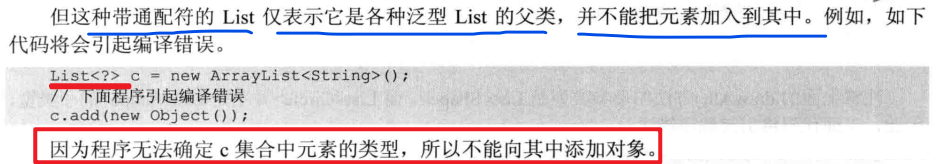 但这种带通配符的 List 仅表示它是各种泛型 List 的父类，并不能把元素加入到其中。例如，如下
代码将会引起编译错误。
List<?> c = new ArrayList<String>();
// 下面程序引起编译错误
c.add(new Object());
因为程序无法确定 c 集合中元素的类型，所以不能向其中添加对象。